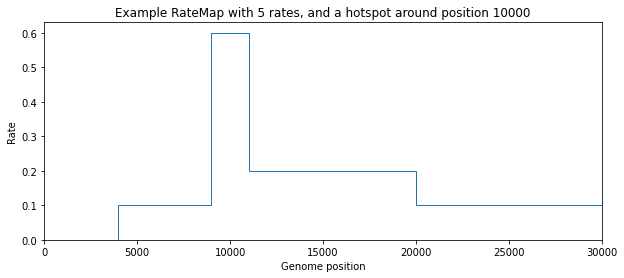 Example RateMap with 5 rates, and a hotspot around position 10000
0.6
0.5
0.4
0.3
0.2
0.1
0.0
Rate
0 5000 10000 15000 20000 25000 30000
Genome position